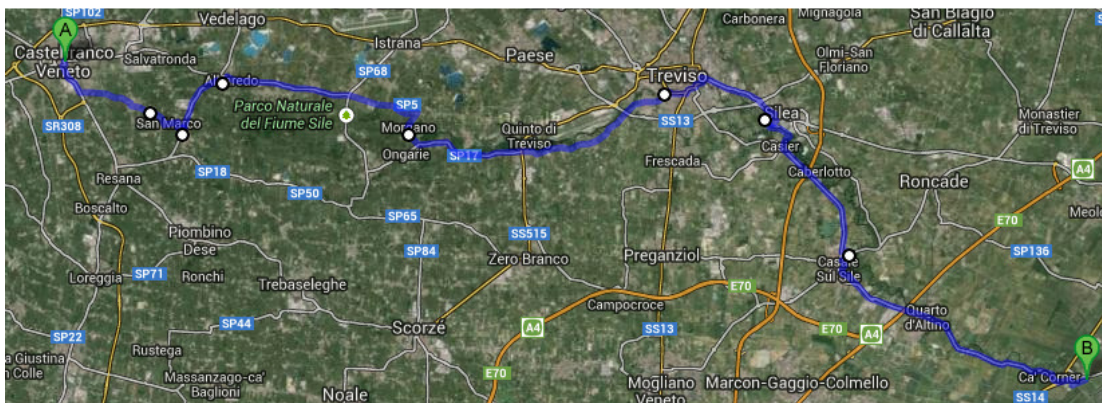 SP102
Vedelago
Carbonera
Mignagola
San Biagio
di Callalta
A
Castelfranco
Veneto
Salvatronda
Istrana
Paese
Olmi-San
Floriano
SP68
Treviso
Parco Naturale
del Fiume Sile
SP5
Silea
SR308
San Marco
Morgano
Quinto di
Treviso
SS13
Monastier
di Treviso
Ongarie
SP17
Casier
Frescada
Resana
SP18
Caberlotto
A4
SP50
Roncade
Boscalto
SP65
E70
Piombino
Dese
SS515
SP84
Preganziol
SP136
Loreggia
SP71
Ronchi
Zero Branco
Casale
Sul Sile
Trebaseleghe
E70
Campocroce
Quarto
d'Altino
SP44
Scorzè
A4
SS13
E70
A4
SP22
Rustega
B
a Giustina
n Colle
Massanzago-ca'
Baglioni
E70
Ca' Corner
Noale
Mogliano
Veneto
Marcon-Gaggio-Colmello
SS14